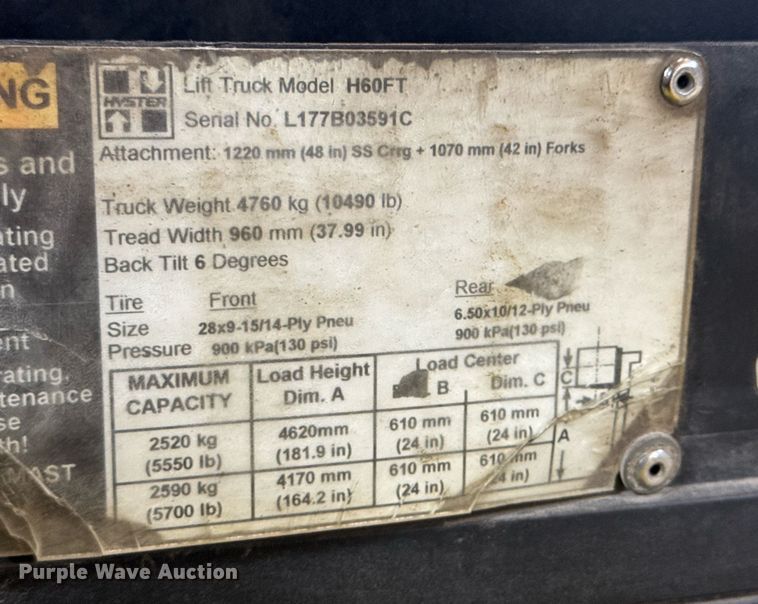 NG
s and
ly
ating
ated
n
ent
rating,
tenance
se
th!
MAST
HYSTER
Lift Truck Model H60FT
Serial No. L177B03591C
Attachment: 1220 mm (48 in) SS Crrg + 1070 mm (42 in) Forks
Truck Weight 4760 kg (10490 lb)
Tread Width 960 mm (37.99 in)
Back Tilt 6 Degrees
Tire Front Rear
Size 28x9-15/14-Ply Pneu 6.50x10/12-Ply Pneu
Pressure 900 kPa(130 psi) 900 kPa(130 psi)
MAXIMUM CAPACITY
Load Height Dim. A
Load Center
B Dim. C
2520 kg 4620mm 610 mm 610 mm
(5550 lb) (181.9 in) (24 in) (24 in)
2590 kg 4170 mm 610 mm 610 mm
(5700 lb) (164.2 in) (24 in) 4 in)
C
A
Purple Wave Auction